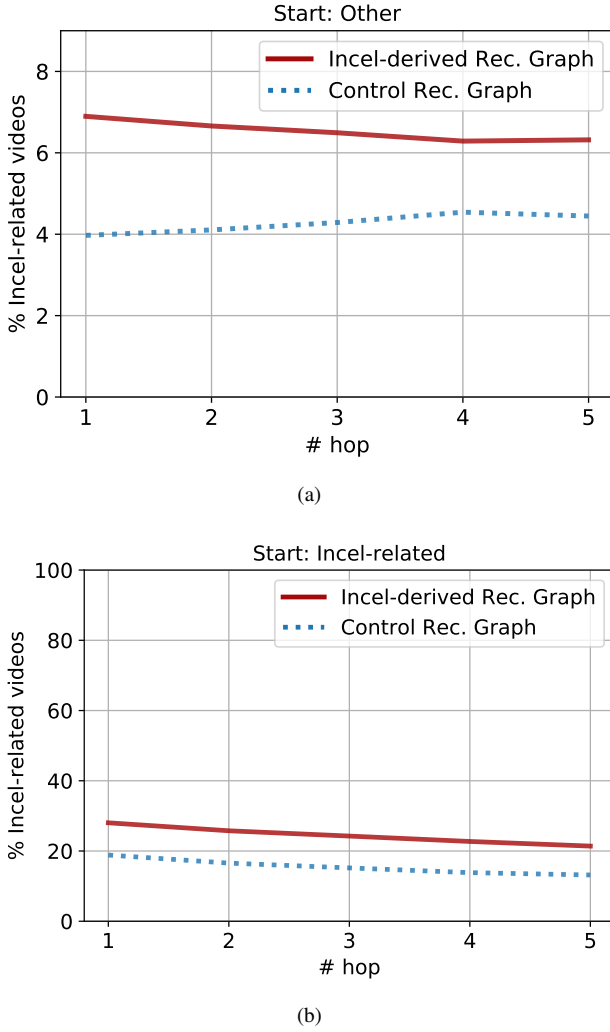 Start: Other
Incel-derived Rec. Graph
Control Rec. Graph
% Incel-related videos
8
6
4
2
0
1 2 3 4 5
# hop
(a)
Start: Incel-related
Incel-derived Rec. Graph
Control Rec. Graph
% Incel-related videos
100
80
60
40
20
0
1 2 3 4 5
# hop
(b)